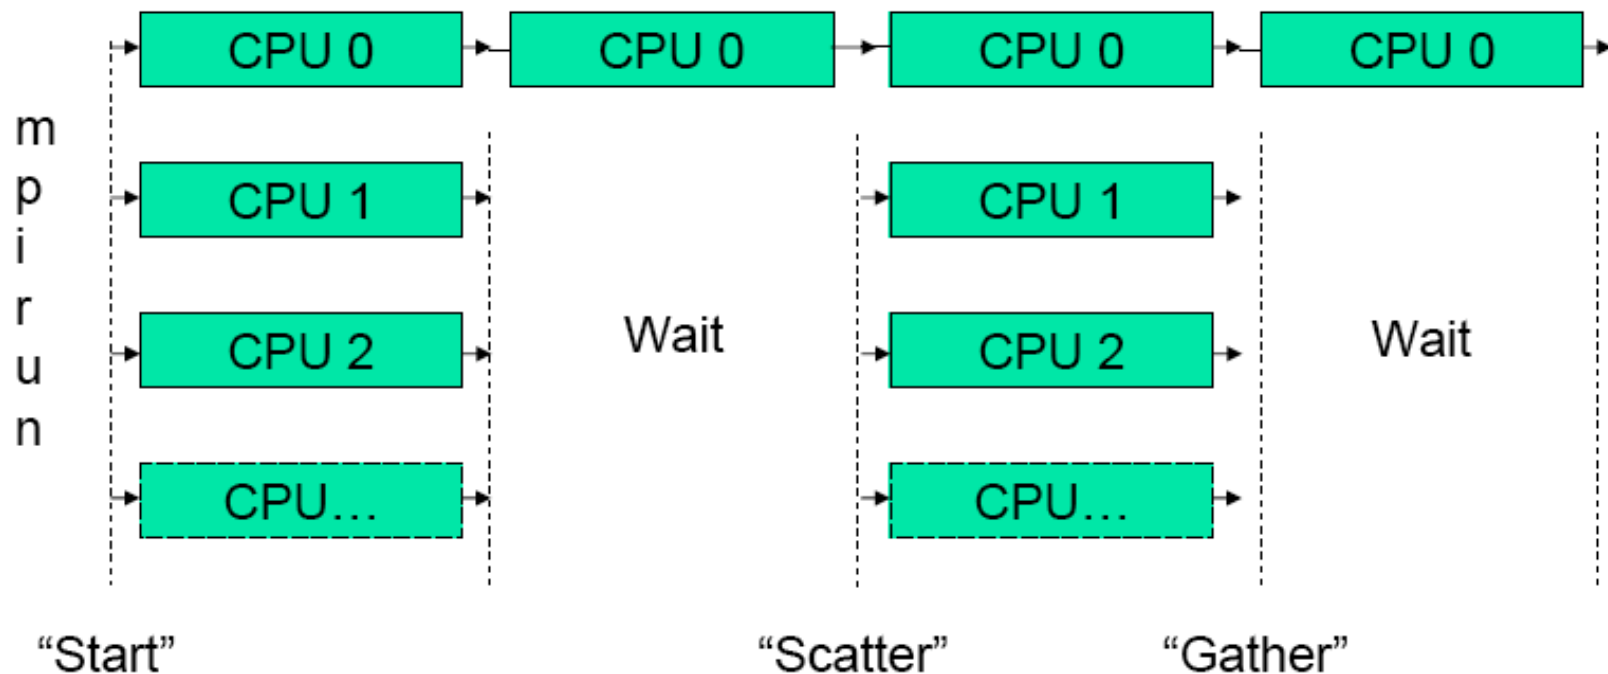 CPU 0 CPU 0 CPU 0 CPU 0
m
p
i
r
u
n
CPU 1 CPU 1
CPU 2 Wait CPU 2 Wait
CPU… CPU…
“Start” “Scatter” “Gather”